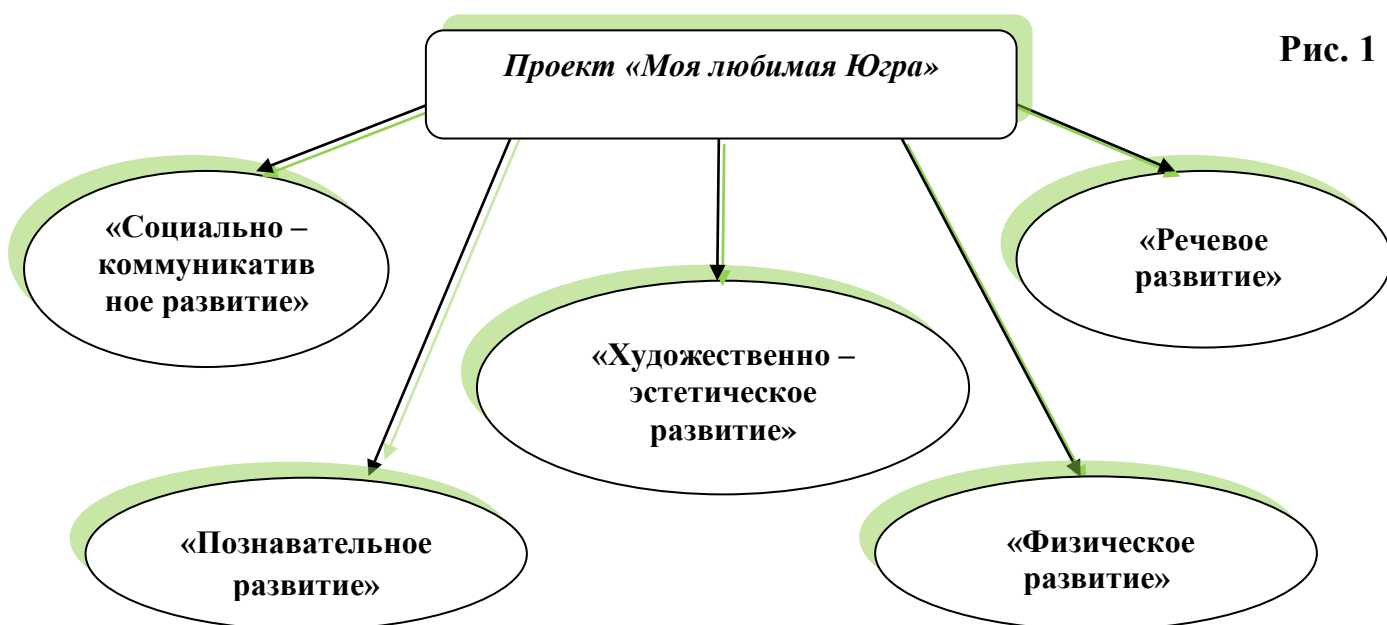 Проект «Моя любимая Югра»
Рис. 1
«Социально –
коммуникатив
ное развитие»
«Речевое
развитие»
«Художественно –
эстетическое
развитие»
«Познавательное
развитие»
«Физическое
развитие»